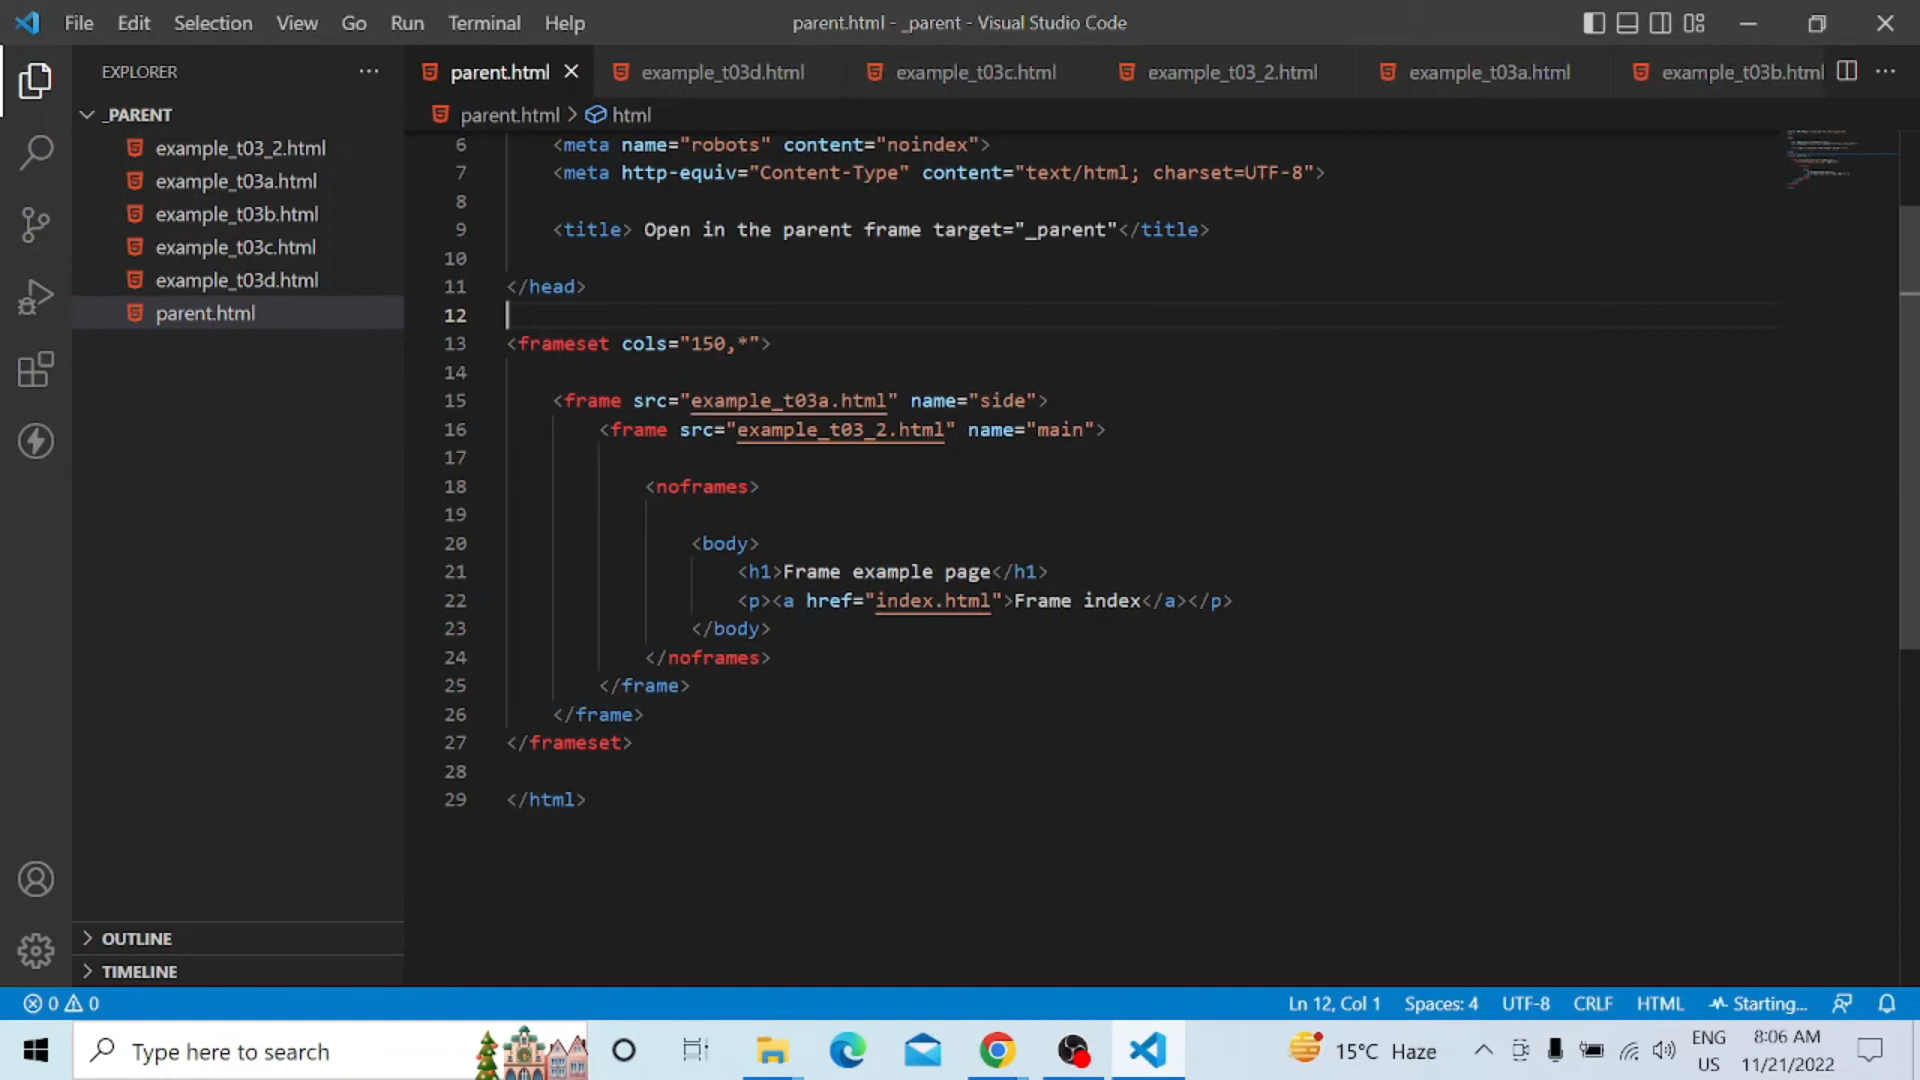 File Edit Selection View Go Run Terminal Help
parent.html - _parent - Visual Studio Code
EXPLORER
_PARENT
example_t03_2.html
example_t03a.html
example_t03b.html
example_t03c.html
example_t03d.html
parent.html
OUTLINE
TIMELINE
parent.html example_t03d.html example_t03c.html example_t03_2.html example_t03a.html example_t03b.html
parent.html > html
6 <meta name="robots" content="noindex">
7 <meta http-equiv="Content-Type" content="text/html; charset=UTF-8">
8
9 <title> Open in the parent frame target="_parent"</title>
10
11 </head>
12
13 <frameset cols="150,*">
14
15 <frame src="example_t03a.html" name="side">
16 <frame src="example_t03_2.html" name="main">
17
18 <noframes>
19
20 <body>
21 <h1>Frame example page</h1>
22 <p><a href="index.html">Frame index</a></p>
23 </body>
24 </noframes>
25 </frame>
26 </frame>
27 </frameset>
28
29 </html>
0 0
Ln 12, Col 1 Spaces: 4 UTF-8 CRLF HTML Starting...
Type here to search
15°C Haze
ENG
US
8:06 AM
11/21/2022